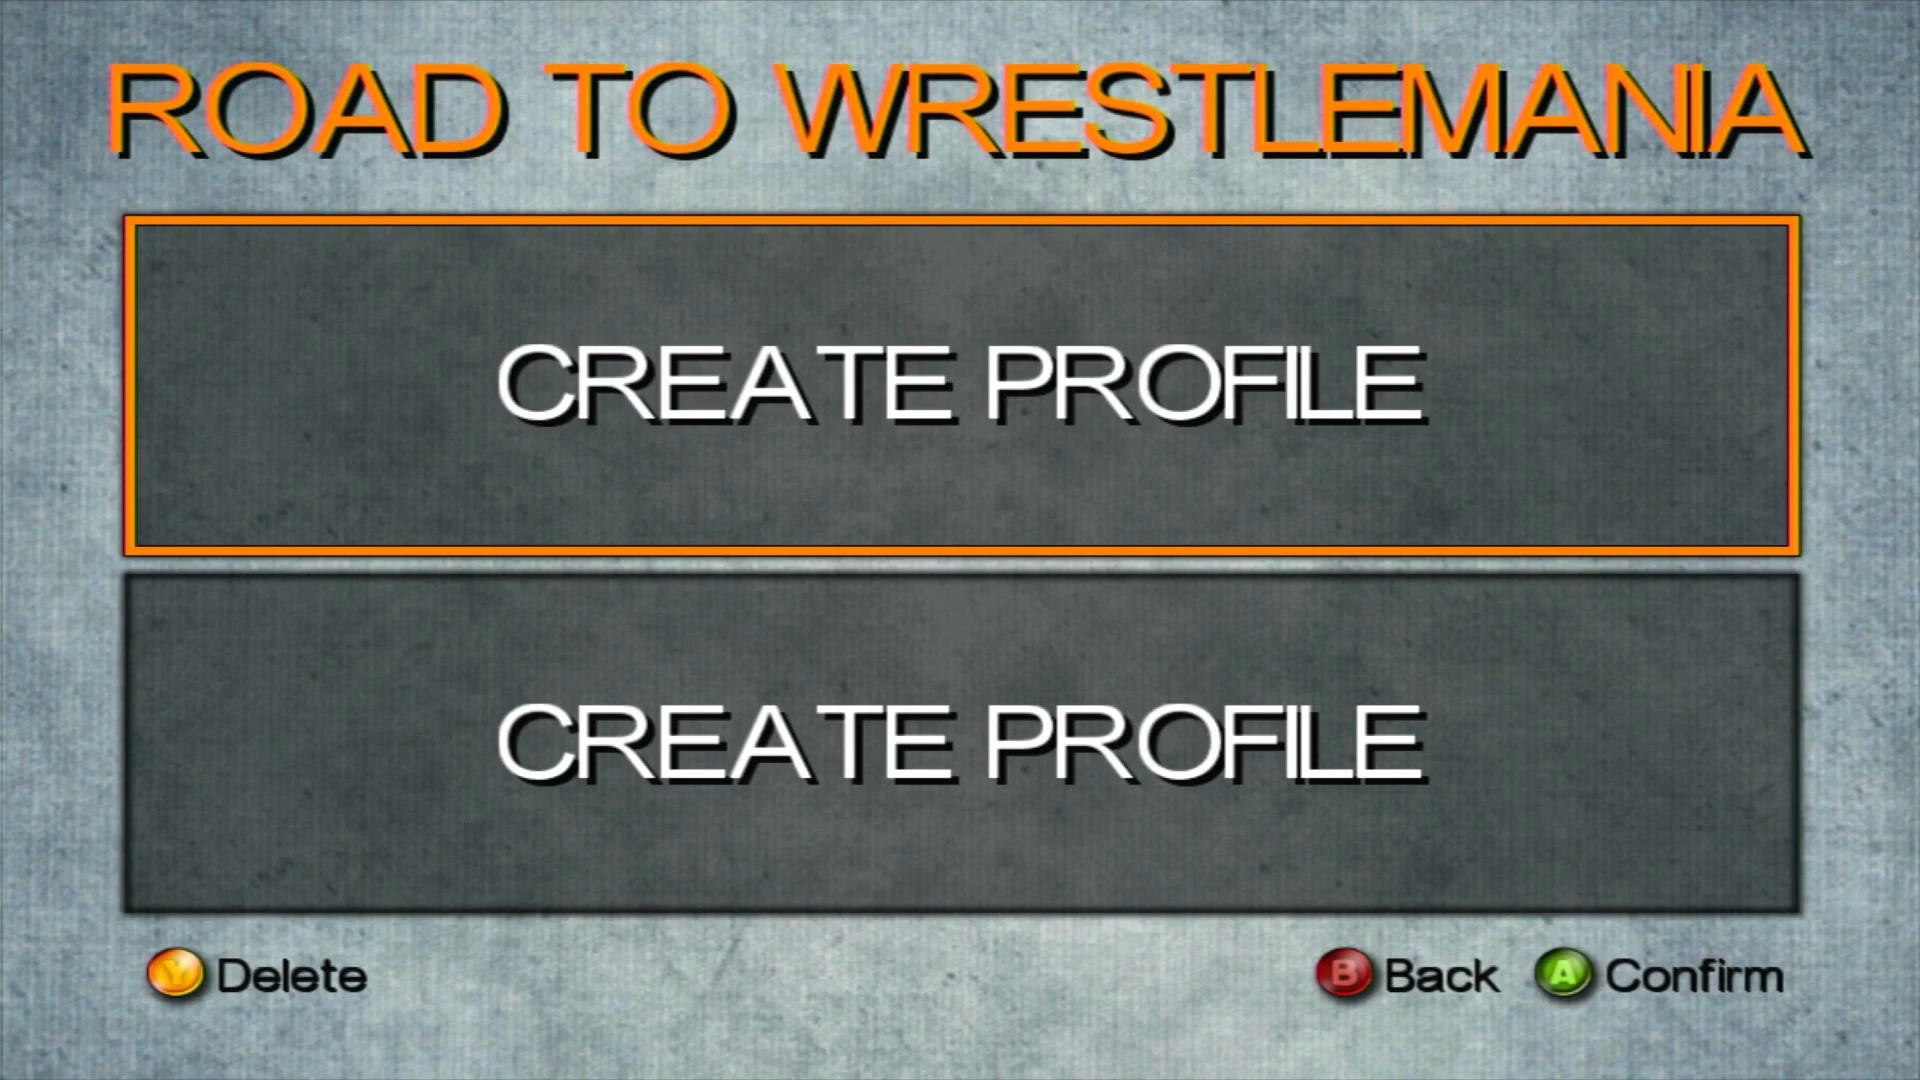 ROAD TO WRESTLEMANIA
CREATE PROFILE
CREATE PROFILE
Y Delete
B Back A Confirm